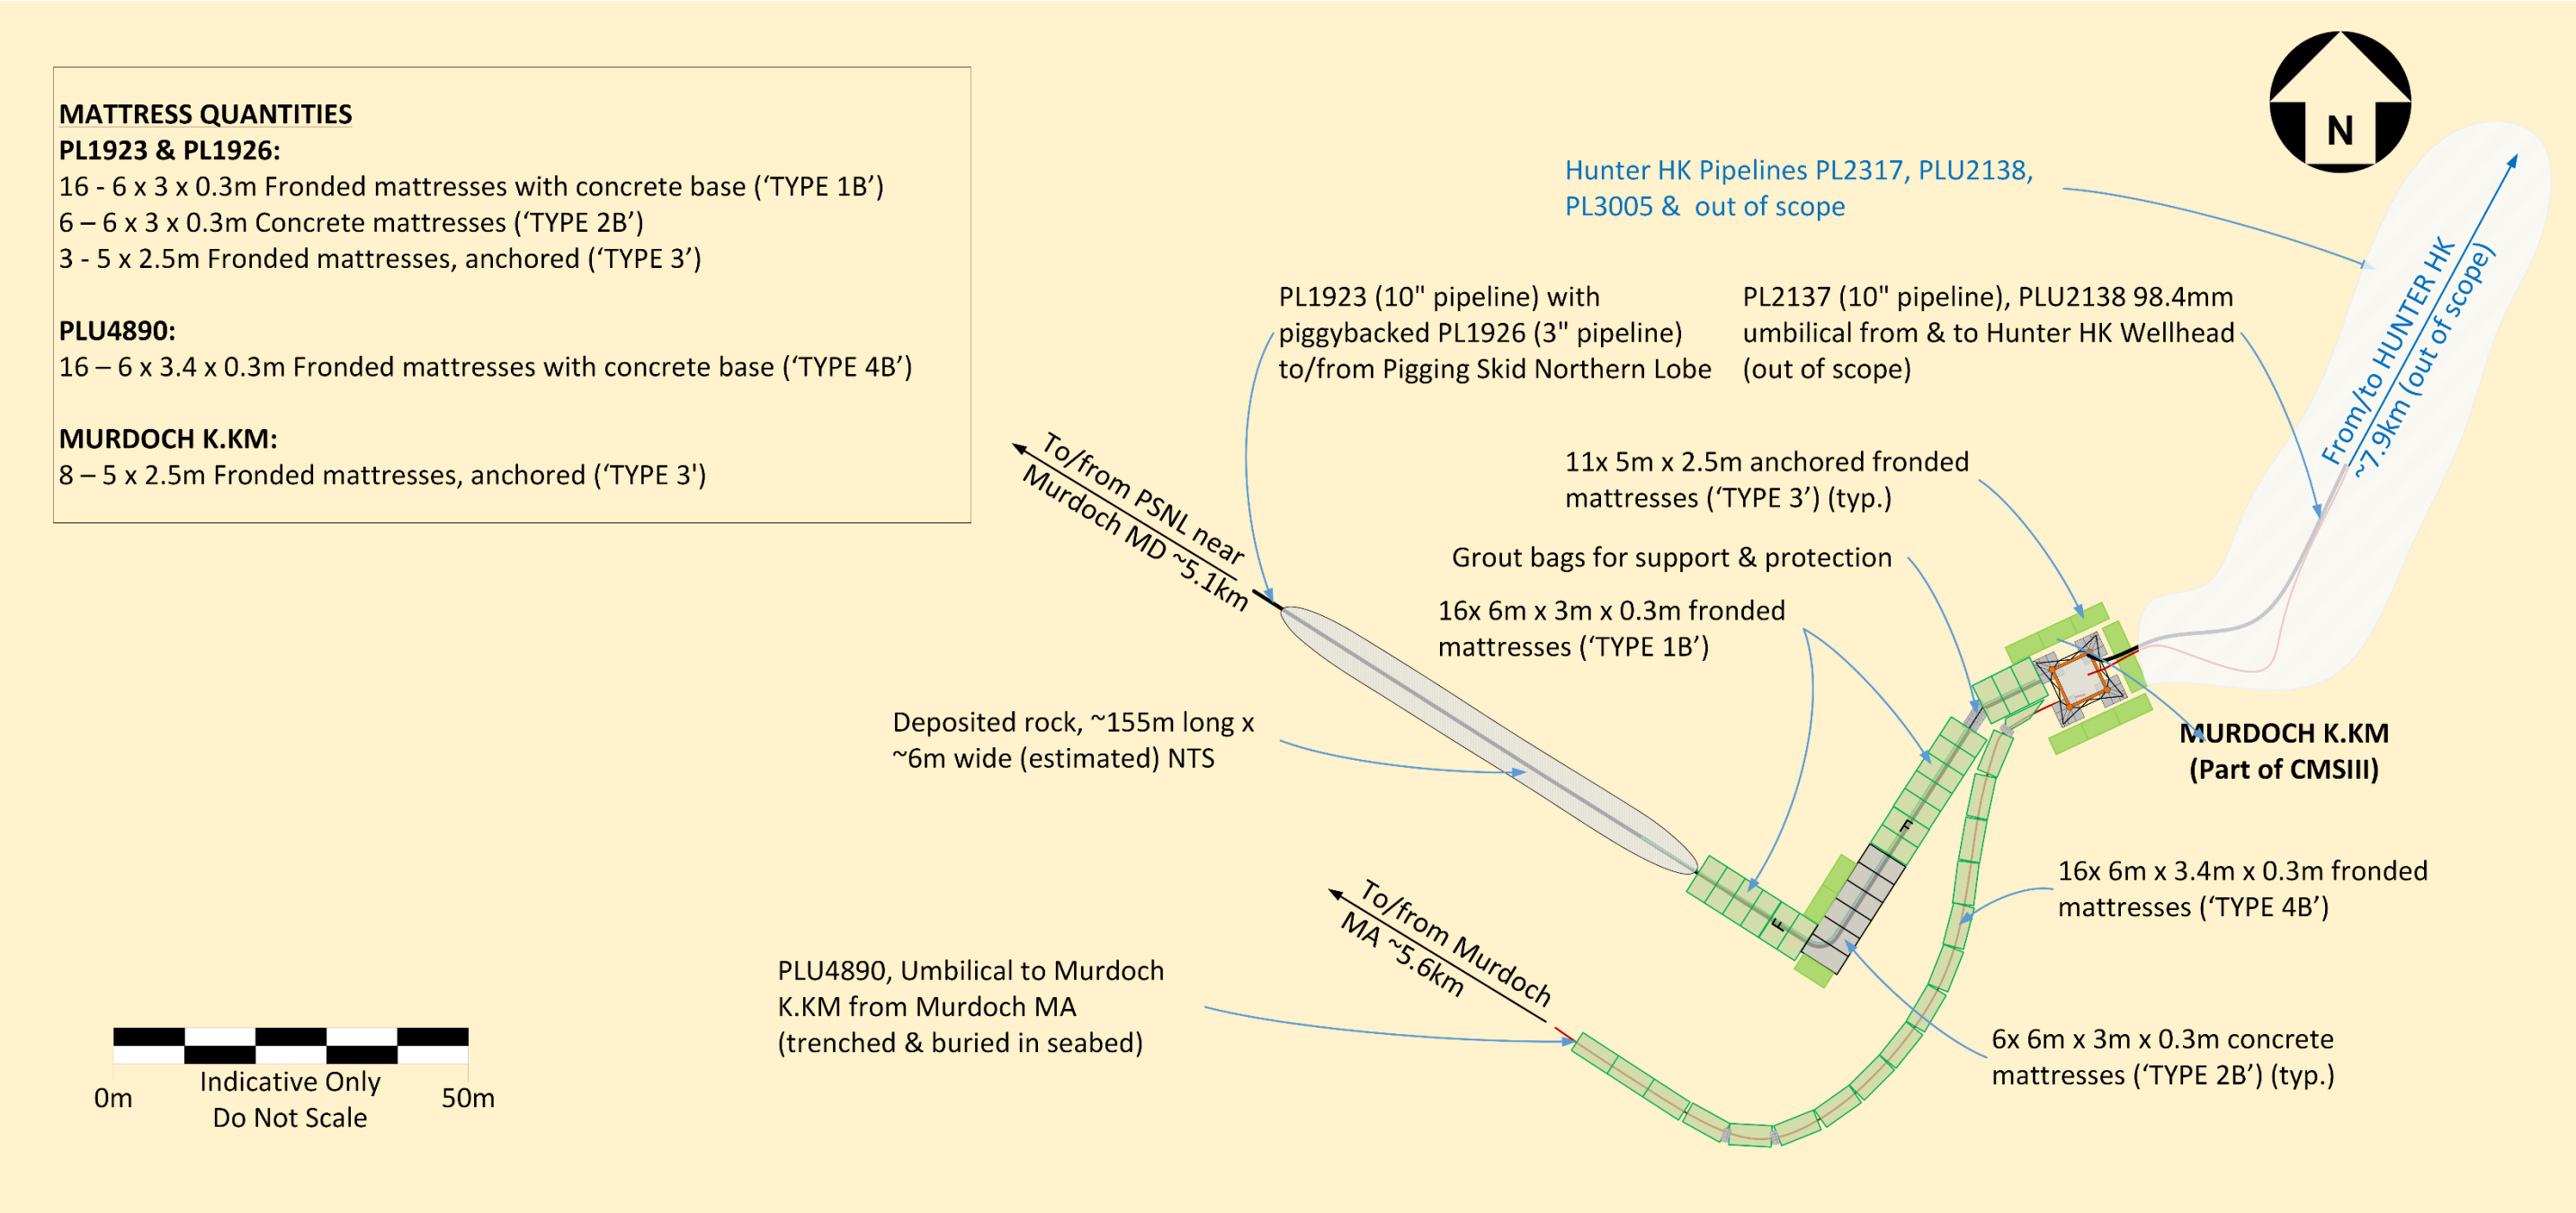 MATTRESS QUANTITIES
PL1923 & PL1926:
16 - 6 x 3 x 0.3m Fronded mattresses with concrete base (‘TYPE 1B’)
6 – 6 x 3 x 0.3m Concrete mattresses (‘TYPE 2B’)
3 - 5 x 2.5m Fronded mattresses, anchored (‘TYPE 3’)
PLU4890:
16 – 6 x 3.4 x 0.3m Fronded mattresses with concrete base (‘TYPE 4B’)
MURDOCH K.KM:
8 – 5 x 2.5m Fronded mattresses, anchored (‘TYPE 3')
N
Hunter HK Pipelines PL2317, PLU2138,
PL3005 &  out of scope
From/to HUNTER HK
~7.9km (out of scope)
PL1923 (10" pipeline) with
piggybacked PL1926 (3" pipeline)
to/from Pigging Skid Northern Lobe
PL2137 (10" pipeline), PLU2138 98.4mm
umbilical from & to Hunter HK Wellhead
(out of scope)
To/from PSNL near
Murdoch MD ~5.1km
11x 5m x 2.5m anchored fronded
mattresses (‘TYPE 3’) (typ.)
Grout bags for support & protection
16x 6m x 3m x 0.3m fronded
mattresses (‘TYPE 1B’)
Deposited rock, ~155m long x
~6m wide (estimated) NTS
MURDOCH K.KM
(Part of CMSIII)
F
F
16x 6m x 3.4m x 0.3m fronded
mattresses (‘TYPE 4B’)
To/from Murdoch
MA ~5.6km
PLU4890, Umbilical to Murdoch
K.KM from Murdoch MA
(trenched & buried in seabed)
6x 6m x 3m x 0.3m concrete
mattresses (‘TYPE 2B’) (typ.)
0m
Indicative Only
Do Not Scale
50m